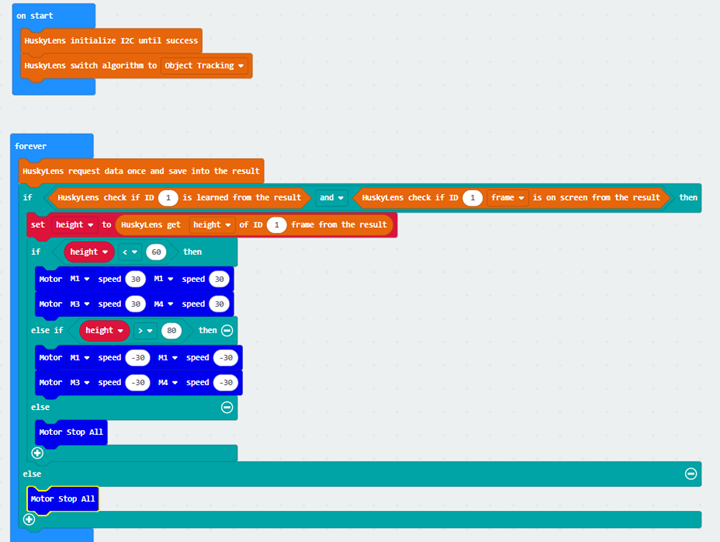 on start
HuskyLens initialize I2C until success
HuskyLens switch algorithm to Object Tracking
forever
HuskyLens request data once and save into the result
if HuskyLens check if ID 1 is learned from the result and HuskyLens check if ID 1 frame is on screen from the result then
set height to HuskyLens get height of ID 1 frame from the result
if height < 60 then
Motor M1 speed 30 M1 speed 30
Motor M3 speed 30 M4 speed 30
else if height > 80 then
Motor M1 speed -30 M1 speed -30
Motor M3 speed -30 M4 speed -30
else
Motor Stop All
else
Motor Stop All